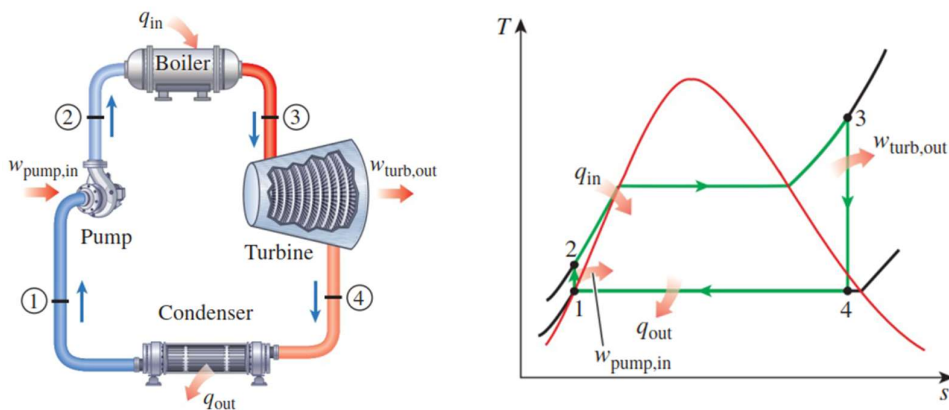 q_in
Boiler
②
③
w_pump,in
w_turb,out
Pump
Turbine
①
④
Condenser
q_out
T
3
w_turb,out
q_in
2
1
4
q_out
w_pump,in
s